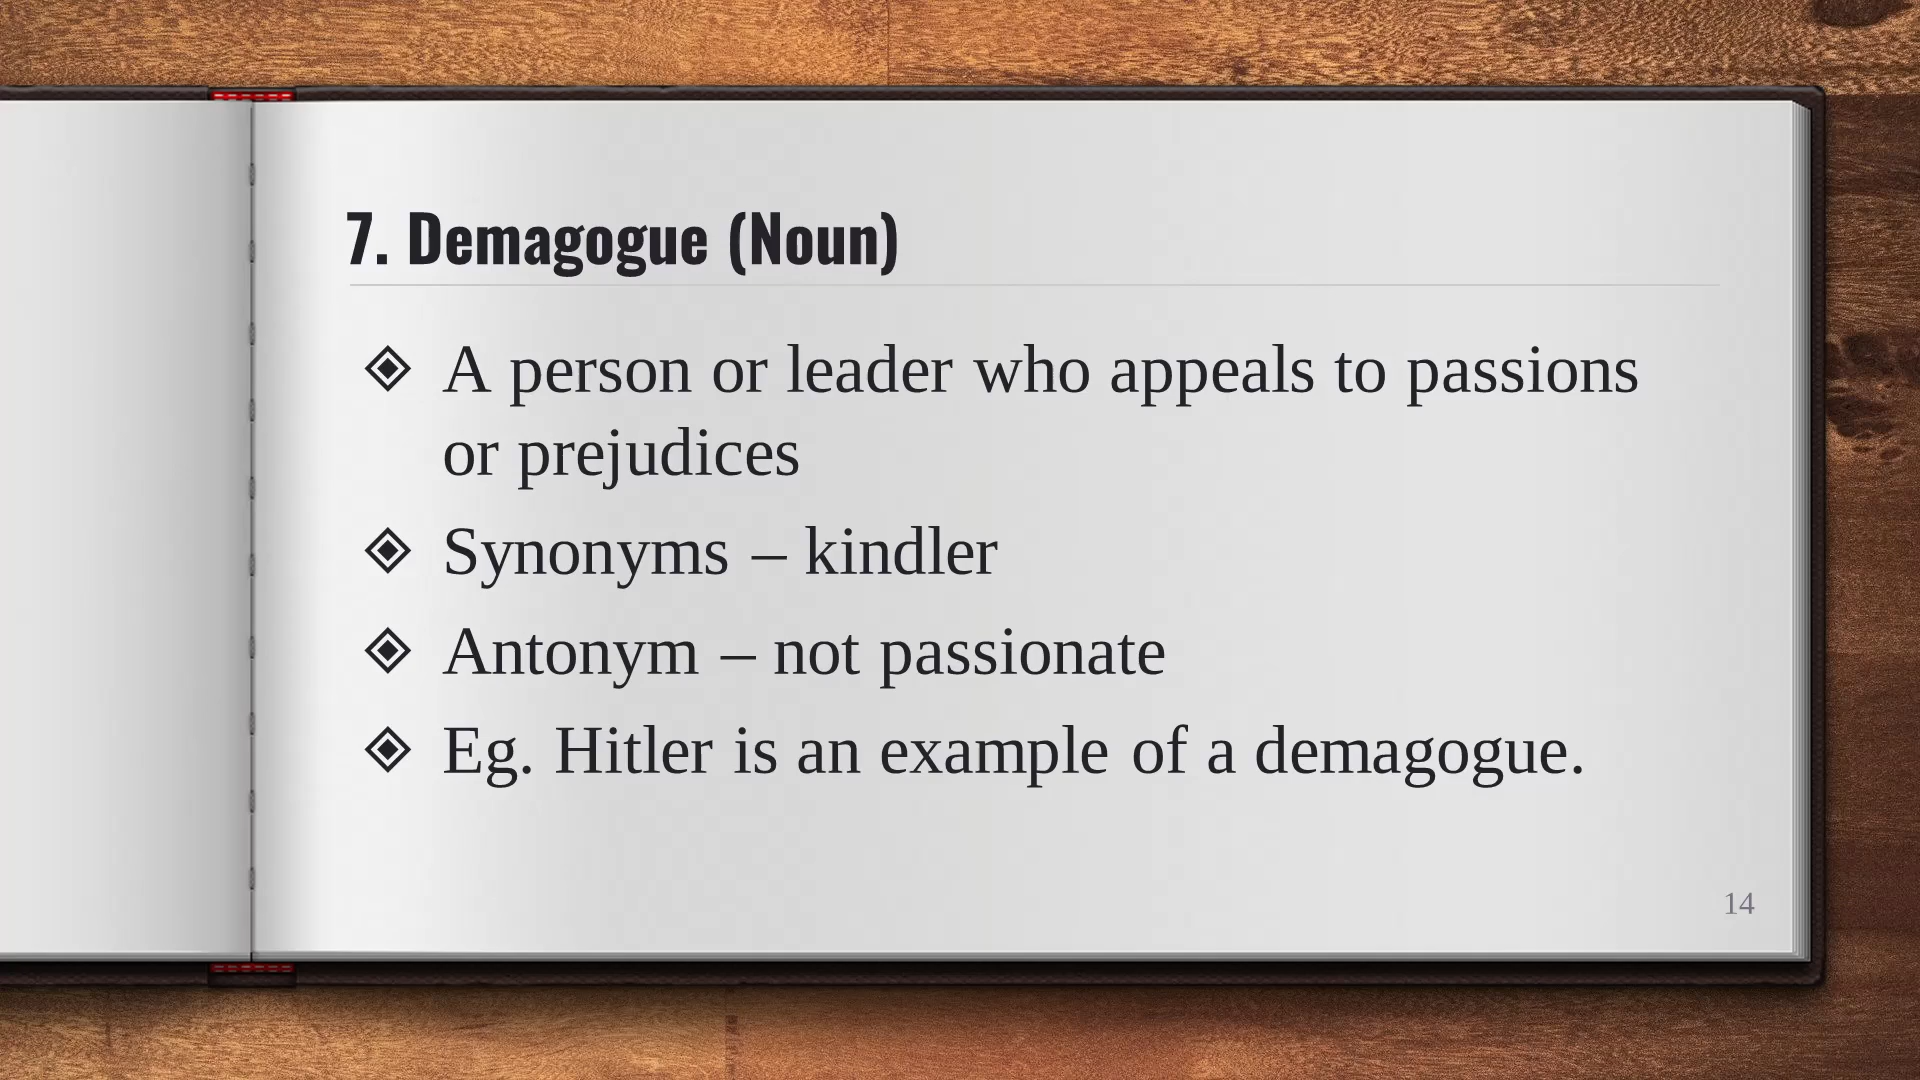 7. Demagogue (Noun)
A person or leader who appeals to passions
or prejudices
Synonyms – kindler
Antonym – not passionate
Eg. Hitler is an example of a demagogue.
14